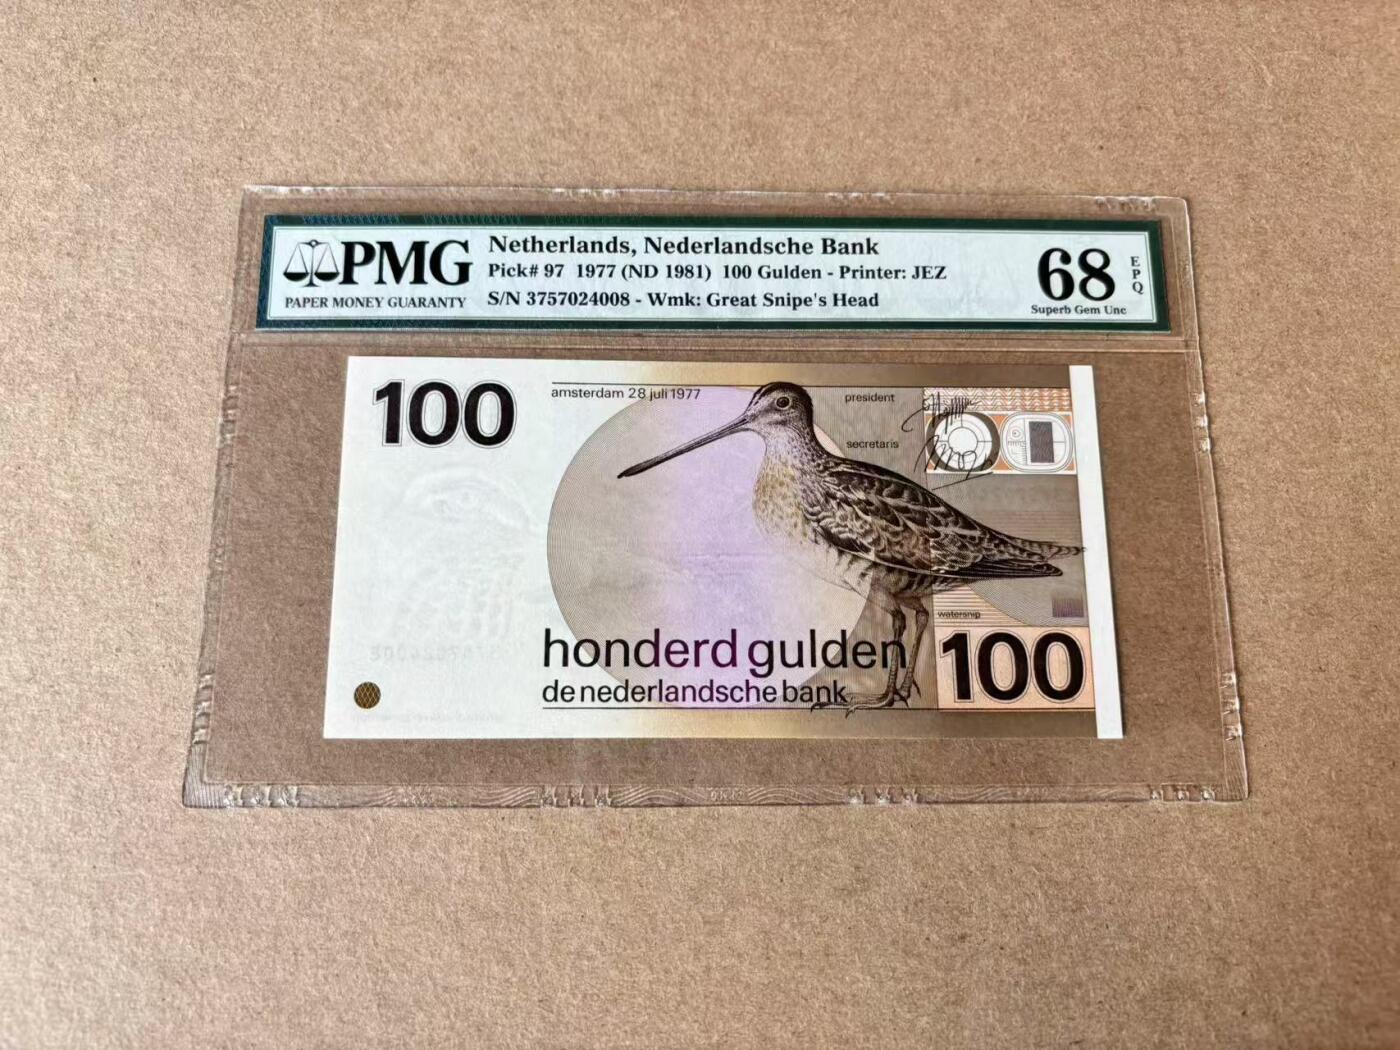 PMG
PAPER MONEY GUARANTY
Netherlands, Nederlandsche Bank
Pick# 97 1977 (ND 1981) 100 Gulden - Printer: JEZ
S/N 3757024008 - Wmk: Great Snipe's Head
68
EPQ
Superb Gem Unc
100
amsterdam 28 juli 1977
president
secretaris
watersnip
honderd gulden
de nederlandsche bank
100